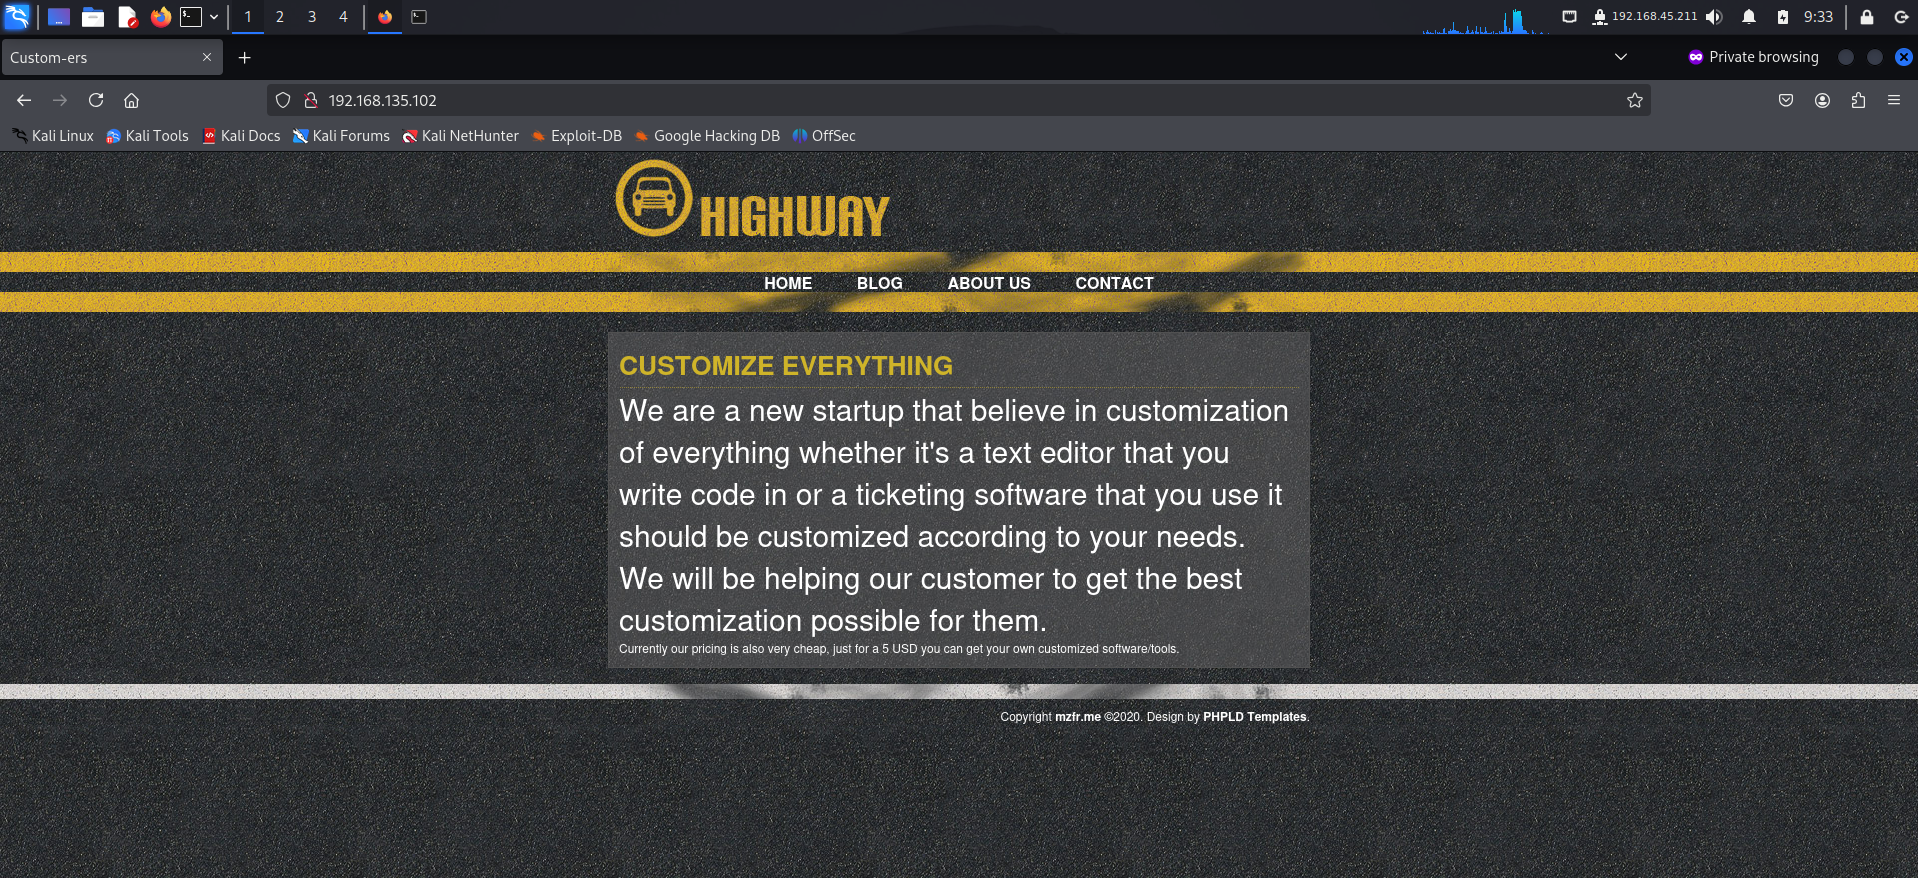 1 2 3 4 192.168.45.211 9:33
Custom-ers Private browsing
192.168.135.102
Kali Linux Kali Tools Kali Docs Kali Forums Kali NetHunter Exploit-DB Google Hacking DB OffSec
HIGHWAY
HOME BLOG ABOUT US CONTACT
CUSTOMIZE EVERYTHING
We are a new startup that believe in customization
of everything whether it's a text editor that you
write code in or a ticketing software that you use it
should be customized according to your needs.
We will be helping our customer to get the best
customization possible for them.
Currently our pricing is also very cheap, just for a 5 USD you can get your own customized software/tools.
Copyright mzfr.me ©2020. Design by PHPLD Templates.